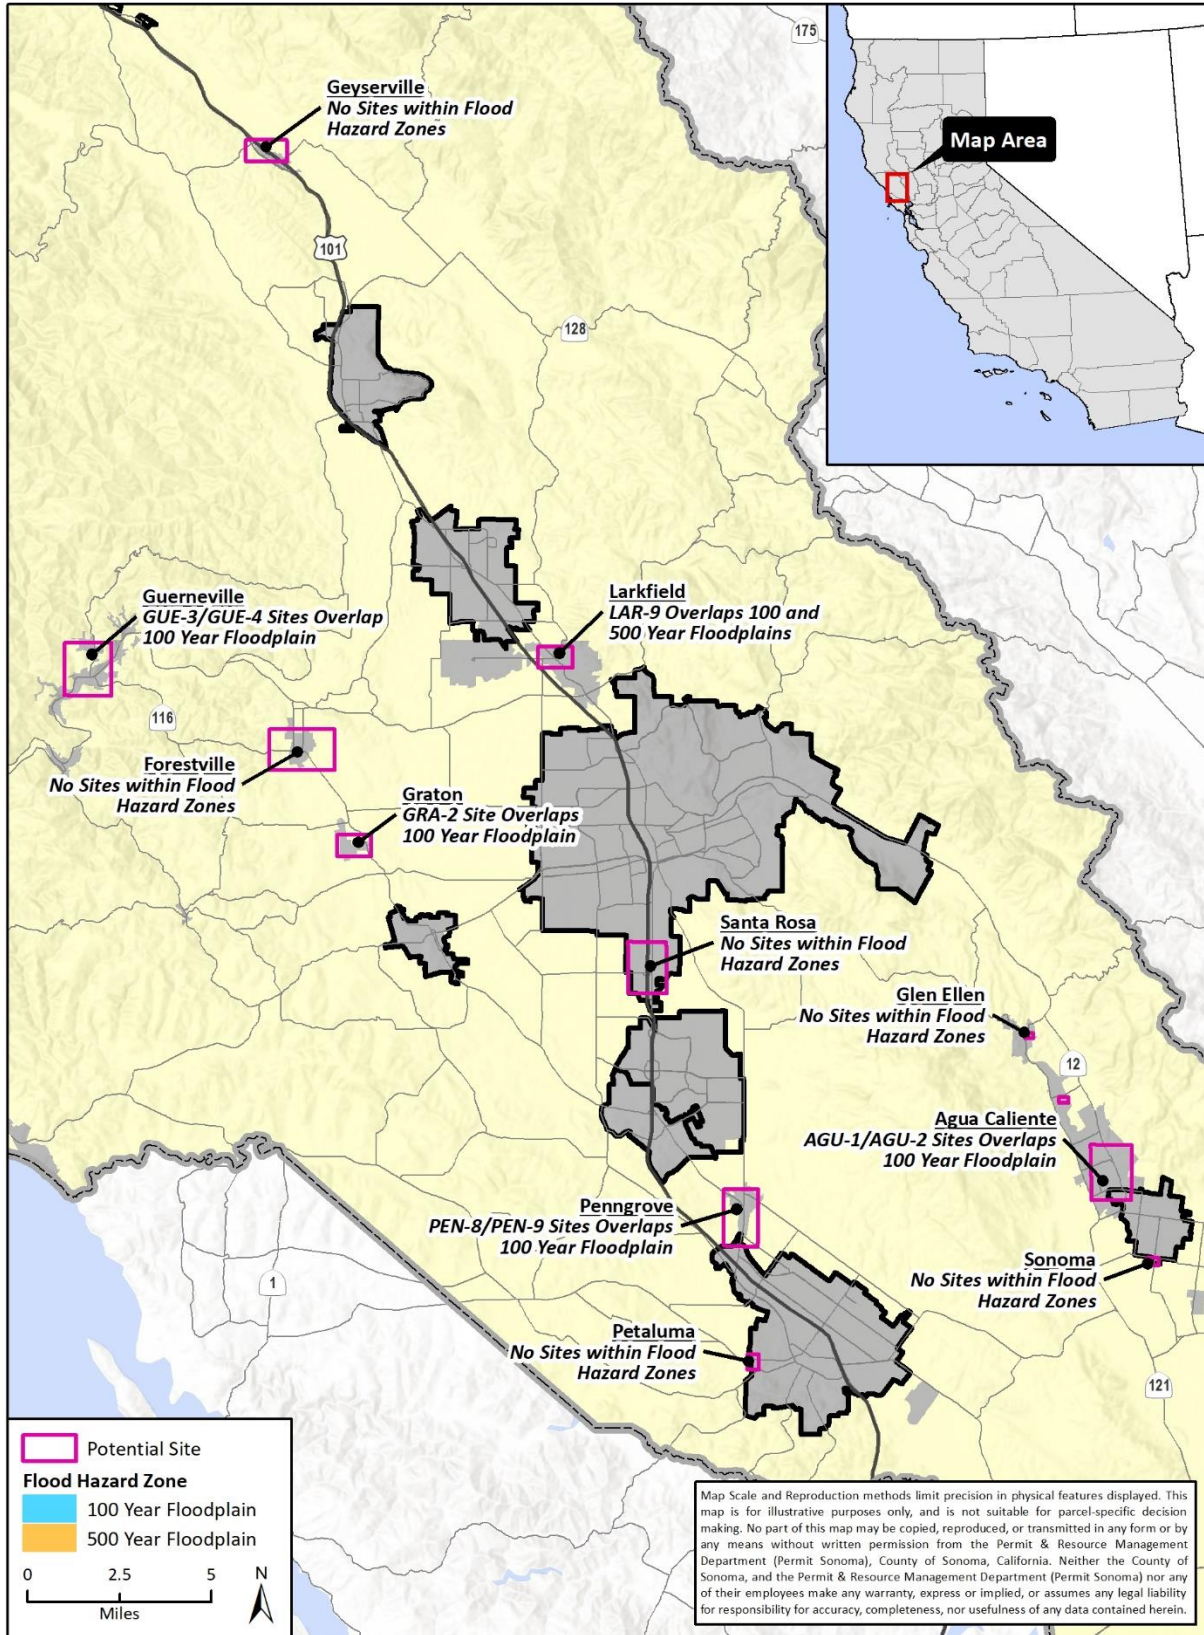 175
Map Area
Geyserville
No Sites within Flood
Hazard Zones
101
128
Guerneville
GUE-3/GUE-4 Sites Overlap
100 Year Floodplain
Larkfield
LAR-9 Overlaps 100 and
500 Year Floodplains
116
Forestville
No Sites within Flood
Hazard Zones
Graton
GRA-2 Site Overlaps
100 Year Floodplain
Santa Rosa
No Sites within Flood
Hazard Zones
Glen Ellen
No Sites within Flood
Hazard Zones
12
Agua Caliente
AGU-1/AGU-2 Sites Overlaps
100 Year Floodplain
Penngrove
PEN-8/PEN-9 Sites Overlaps
100 Year Floodplain
Sonoma
No Sites within Flood
Hazard Zones
1
Petaluma
No Sites within Flood
Hazard Zones
121
Potential Site
Flood Hazard Zone
100 Year Floodplain
500 Year Floodplain
0 2.5 5
Miles
N
Map Scale and Reproduction methods limit precision in physical features displayed. This
map is for illustrative purposes only, and is not suitable for parcel-specific decision
making. No part of this map may be copied, reproduced, or transmitted in any form or by
any means without written permission from the Permit & Resource Management
Department (Permit Sonoma), County of Sonoma, California. Neither the County of
Sonoma, and the Permit & Resource Management Department (Permit Sonoma) nor any
of their employees make any warranty, express or implied, or assumes any legal liability
for responsibility for accuracy, completeness, nor usefulness of any data contained herein.